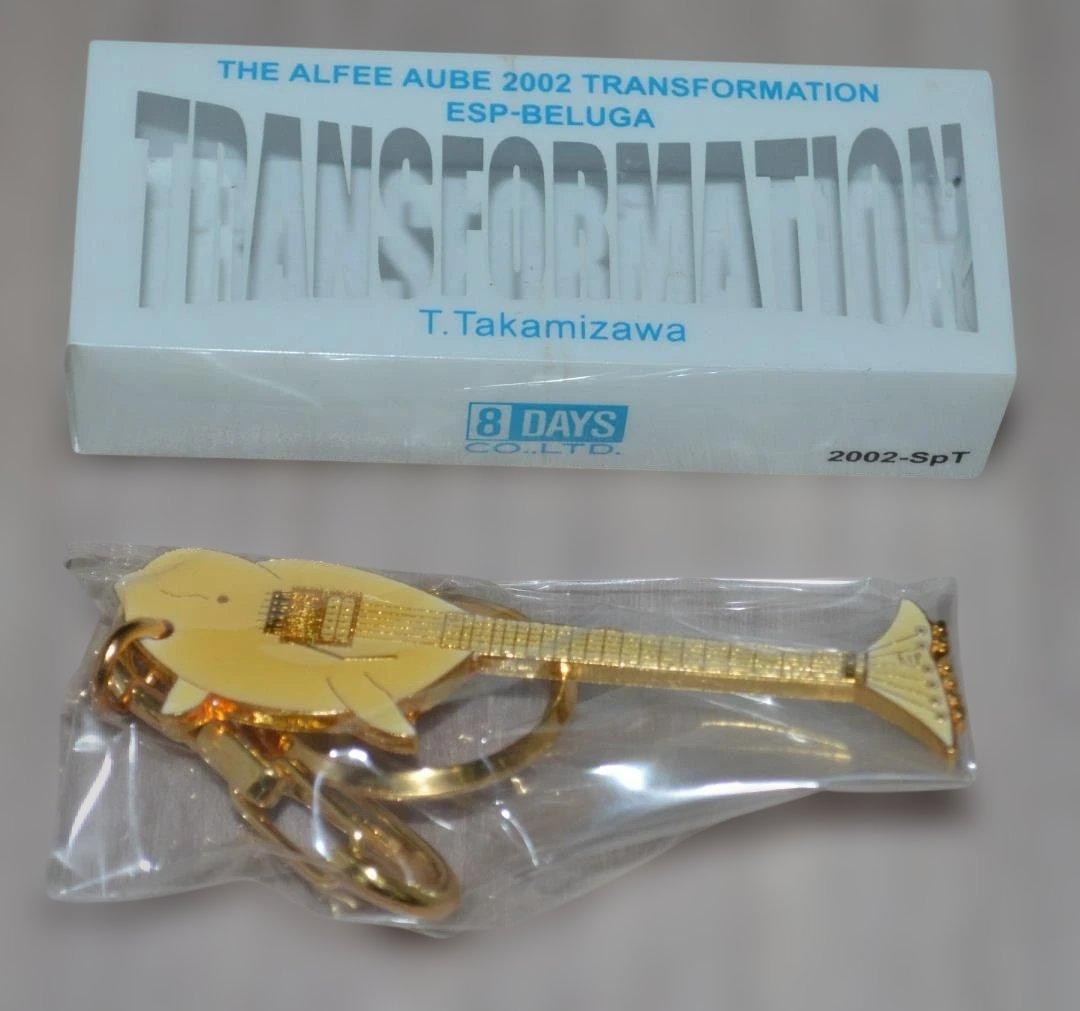 THE ALFEE AUBE 2002 TRANSFORMATION
ESP-BELUGA
TRANSFORMATION
T.Takamizawa
8 DAYS
CO.,LTD.
2002-SpT